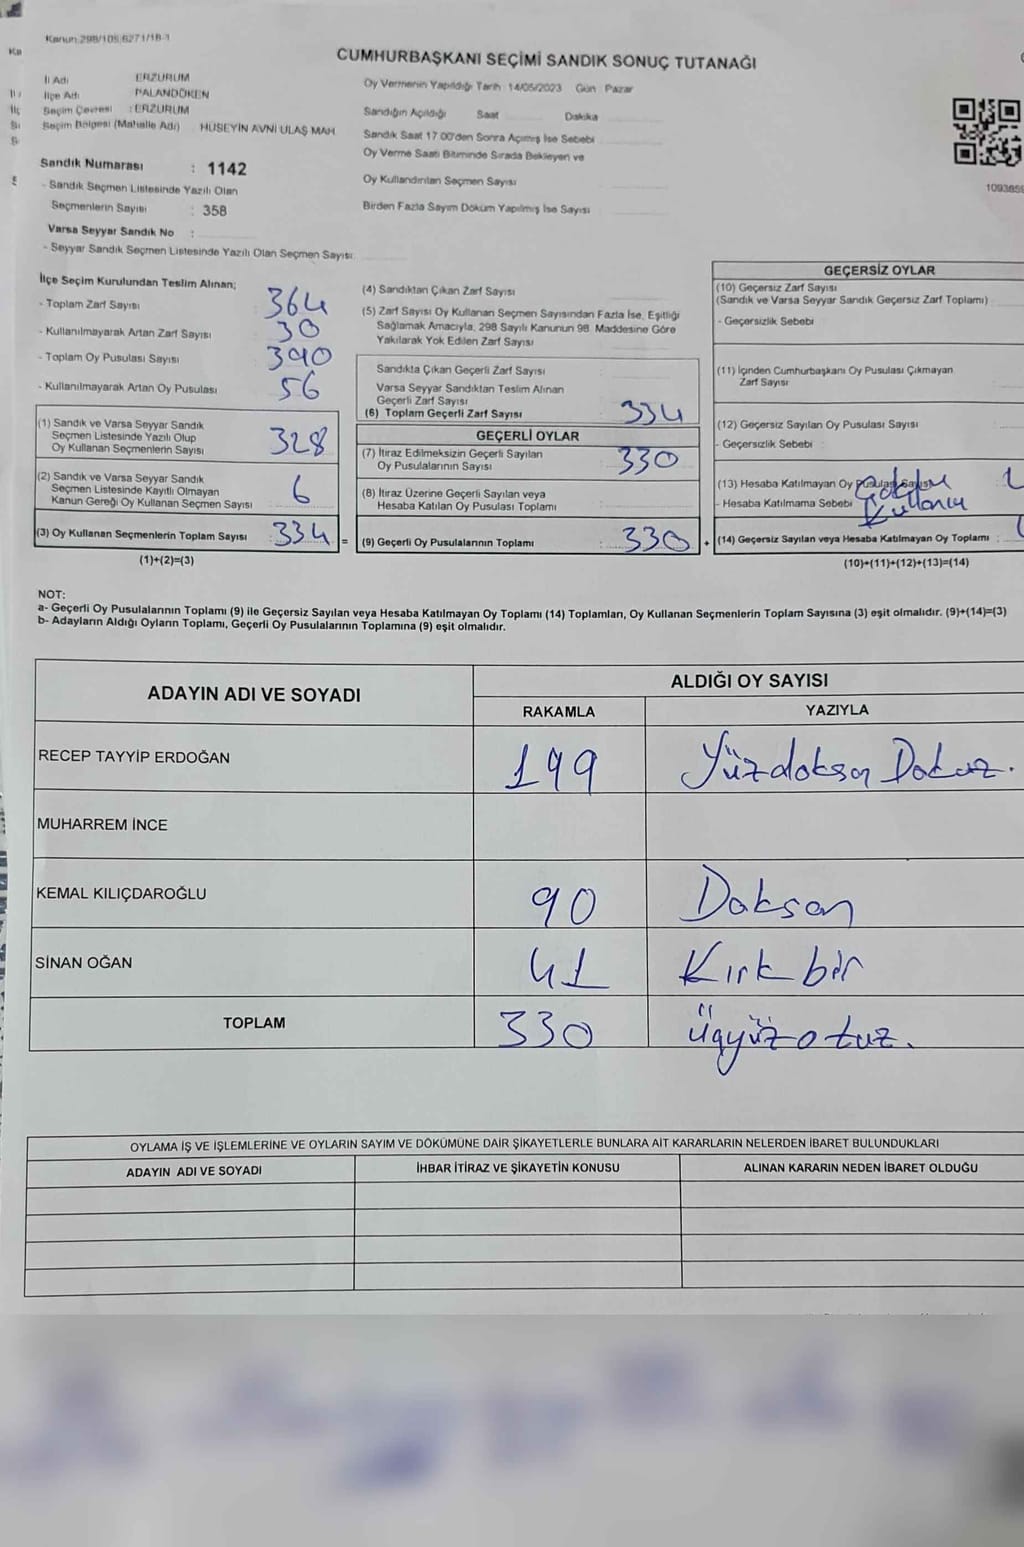 Kanun:298/105,6271/18-1
CUMHURBAŞKANI SEÇİMİ SANDIK SONUÇ TUTANAĞI
İl Adı : ERZURUM
İlçe Adı : PALANDÖKEN
Seçim Çevresi : ERZURUM
Seçim Bölgesi (Mahalle Adı) HÜSEYİN AVNİ ULAŞ MAH.
Sandık Numarası : 1142
- Sandık Seçmen Listesinde Yazılı Olan
Seçmenlerin Sayısı : 358
Varsa Seyyar Sandık No :
- Seyyar Sandık Seçmen Listesinde Yazılı Olan Seçmen Sayısı:
Oy Vermenin Yapıldığı Tarih : 14/05/2023 Gün : Pazar
Sandığın Açıldığı Saat Dakika
Sandık Saat 17.00'den Sonra Açılmış İse Sebebi
Oy Verme Saati Bitiminde Sırada Bekleyen ve
Oy Kullandırılan Seçmen Sayısı
Birden Fazla Sayım Döküm Yapılmış İse Sayısı :
1093859
İlçe Seçim Kurulundan Teslim Alınan;
- Toplam Zarf Sayısı 364
- Kullanılmayarak Artan Zarf Sayısı 30
- Toplam Oy Pusulası Sayısı 390
- Kullanılmayarak Artan Oy Pusulası 56
(1) Sandık ve Varsa Seyyar Sandık
Seçmen Listesinde Yazılı Olup
Oy Kullanan Seçmenlerin Sayısı 328
(2) Sandık ve Varsa Seyyar Sandık
Seçmen Listesinde Kayıtlı Olmayan
Kanun Gereği Oy Kullanan Seçmen Sayısı 6
(3) Oy Kullanan Seçmenlerin Toplam Sayısı : 334 =
(1)+(2)=(3)
(4) Sandıktan Çıkan Zarf Sayısı
(5) Zarf Sayısı Oy Kullanan Seçmen Sayısından Fazla İse, Eşitliği
Sağlamak Amacıyla, 298 Sayılı Kanunun 98. Maddesine Göre
Yakılarak Yok Edilen Zarf Sayısı
Sandıkta Çıkan Geçerli Zarf Sayısı
Varsa Seyyar Sandıktan Teslim Alınan
Geçerli Zarf Sayısı
(6) Toplam Geçerli Zarf Sayısı 334
GEÇERLİ OYLAR
(7) İtiraz Edilmeksizin Geçerli Sayılan
Oy Pusulalarının Sayısı 330
(8) İtiraz Üzerine Geçerli Sayılan veya
Hesaba Katılan Oy Pusulası Toplamı
(9) Geçerli Oy Pusulalarının Toplamı : 330 +
GEÇERSİZ OYLAR
(10) Geçersiz Zarf Sayısı
(Sandık ve Varsa Seyyar Sandık Geçersiz Zarf Toplamı)
- Geçersizlik Sebebi
(11) İçinden Cumhurbaşkanı Oy Pusulası Çıkmayan
Zarf Sayısı
(12) Geçersiz Sayılan Oy Pusulası Sayısı
- Geçersizlik Sebebi :
(13) Hesaba Katılmayan Oy Pusulası Sayısı
- Hesaba Katılmama Sebebi
(14) Geçersiz Sayılan veya Hesaba Katılmayan Oy Toplamı :
(10)+(11)+(12)+(13)=(14)
NOT:
a- Geçerli Oy Pusulalarının Toplamı (9) ile Geçersiz Sayılan veya Hesaba Katılmayan Oy Toplamı (14) Toplamları, Oy Kullanan Seçmenlerin Toplam Sayısına (3) eşit olmalıdır. (9)+(14)=(3)
b- Adayların Aldığı Oyların Toplamı, Geçerli Oy Pusulalarının Toplamına (9) eşit olmalıdır.
ADAYIN ADI VE SOYADI ALDIĞI OY SAYISI
RAKAMLA YAZIYLA
RECEP TAYYİP ERDOĞAN 199 Yüzdoksan Dokuz.
MUHARREM İNCE
KEMAL KILIÇDAROĞLU 90 Doksan
SİNAN OĞAN 41 Kırk bir
TOPLAM 330 üçyüz otuz.
OYLAMA İŞ VE İŞLEMLERİNE VE OYLARIN SAYIM VE DÖKÜMÜNE DAİR ŞİKAYETLERLE BUNLARA AİT KARARLARIN NELERDEN İBARET BULUNDUKLARI
ADAYIN ADI VE SOYADI İHBAR İTİRAZ VE ŞİKAYETİN KONUSU ALINAN KARARIN NEDEN İBARET OLDUĞU